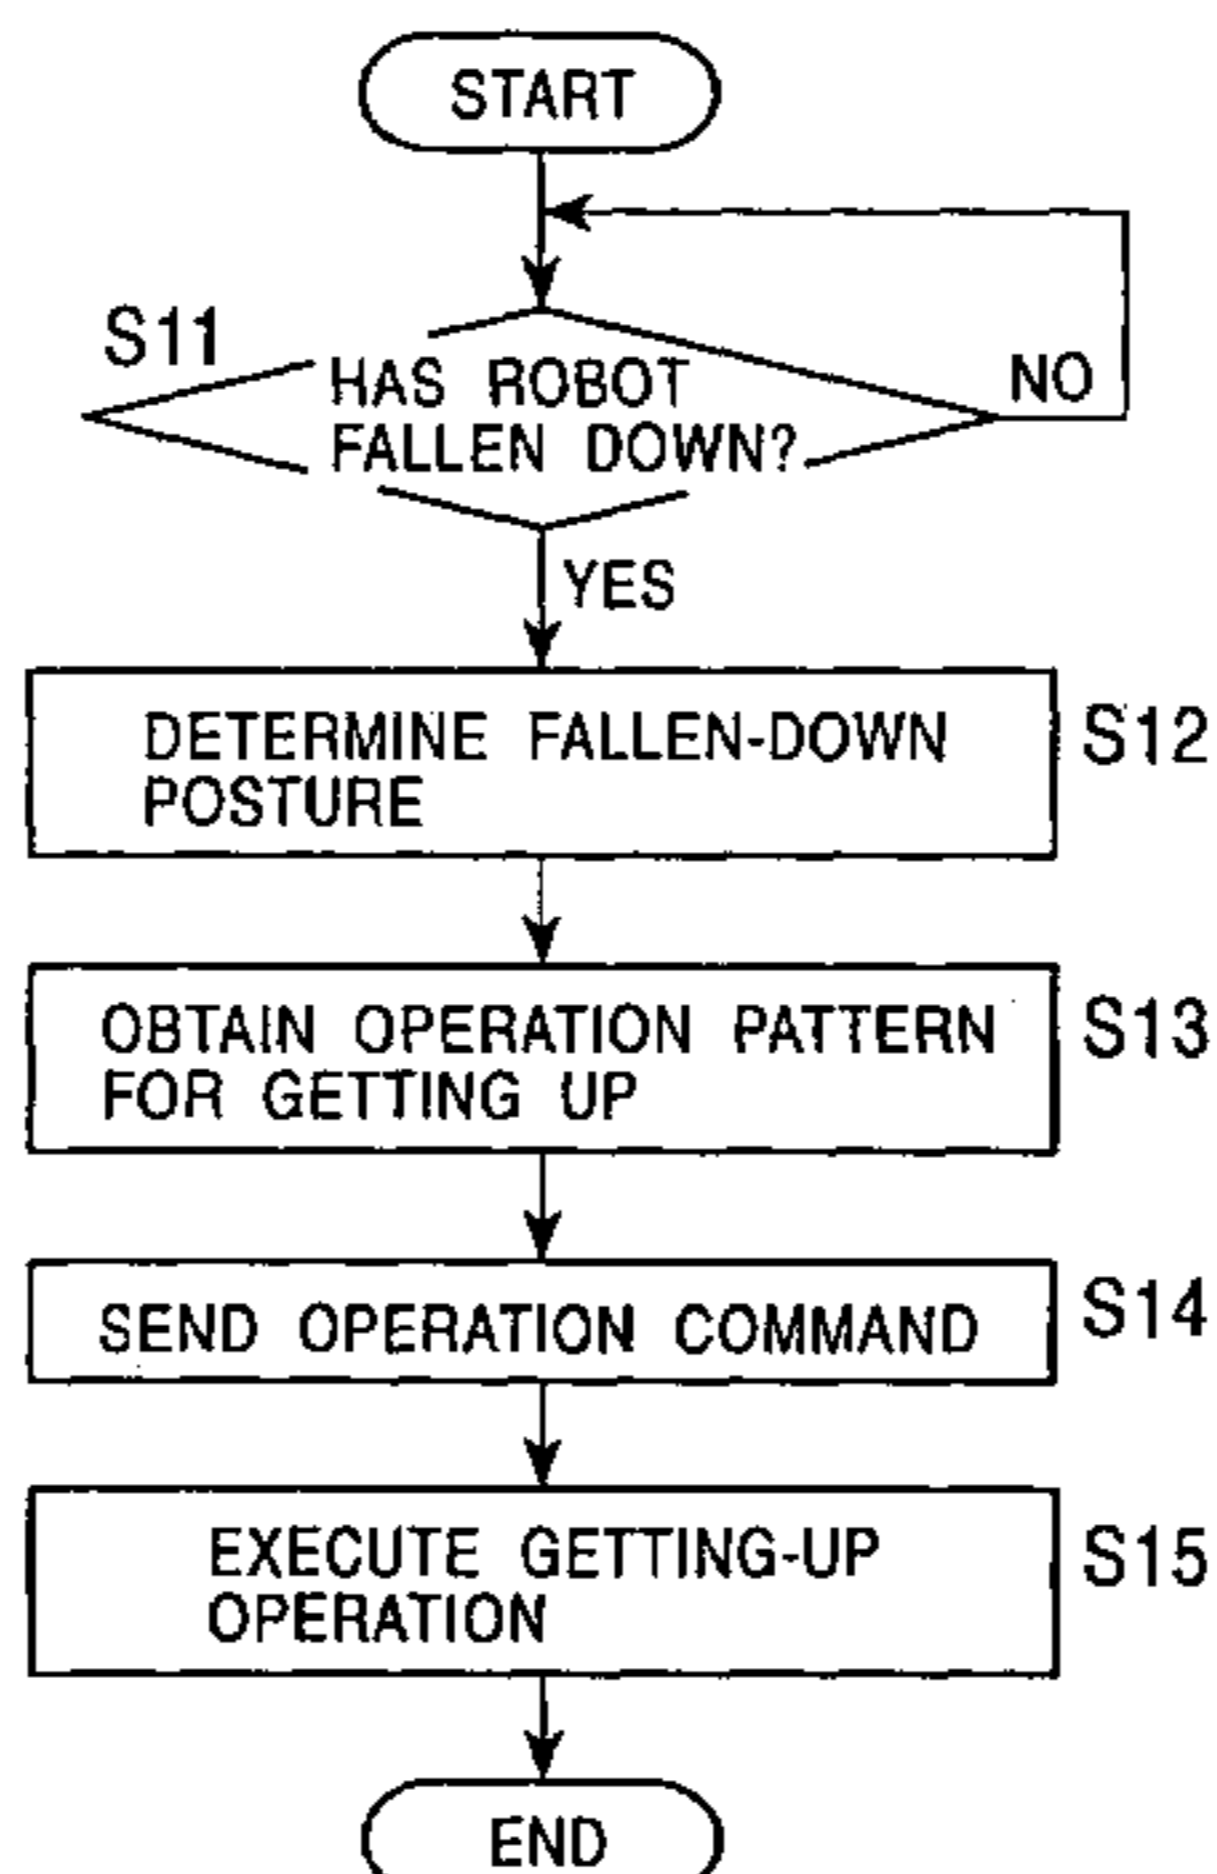 START
S11
HAS ROBOT
FALLEN DOWN?
NO
YES
DETERMINE FALLEN-DOWN
POSTURE
S12
OBTAIN OPERATION PATTERN
FOR GETTING UP
S13
SEND OPERATION COMMAND
S14
EXECUTE GETTING-UP
OPERATION
S15
END